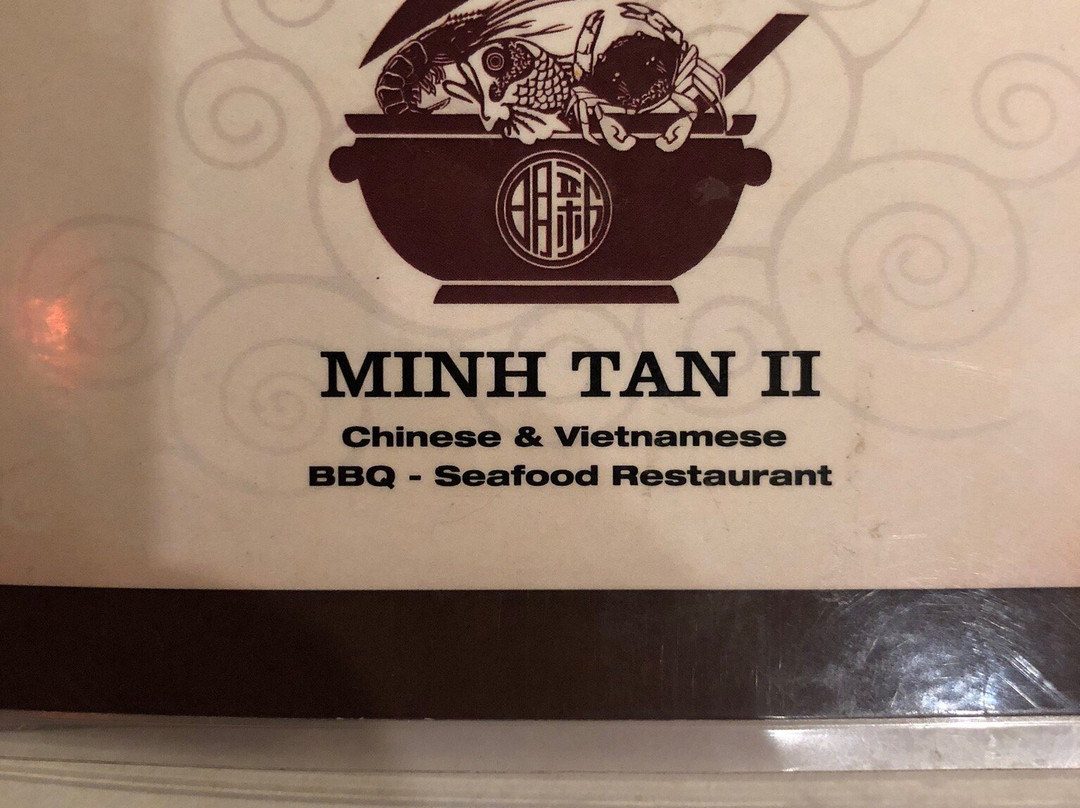 明新
MINH TAN II
Chinese & Vietnamese
BBQ - Seafood Restaurant